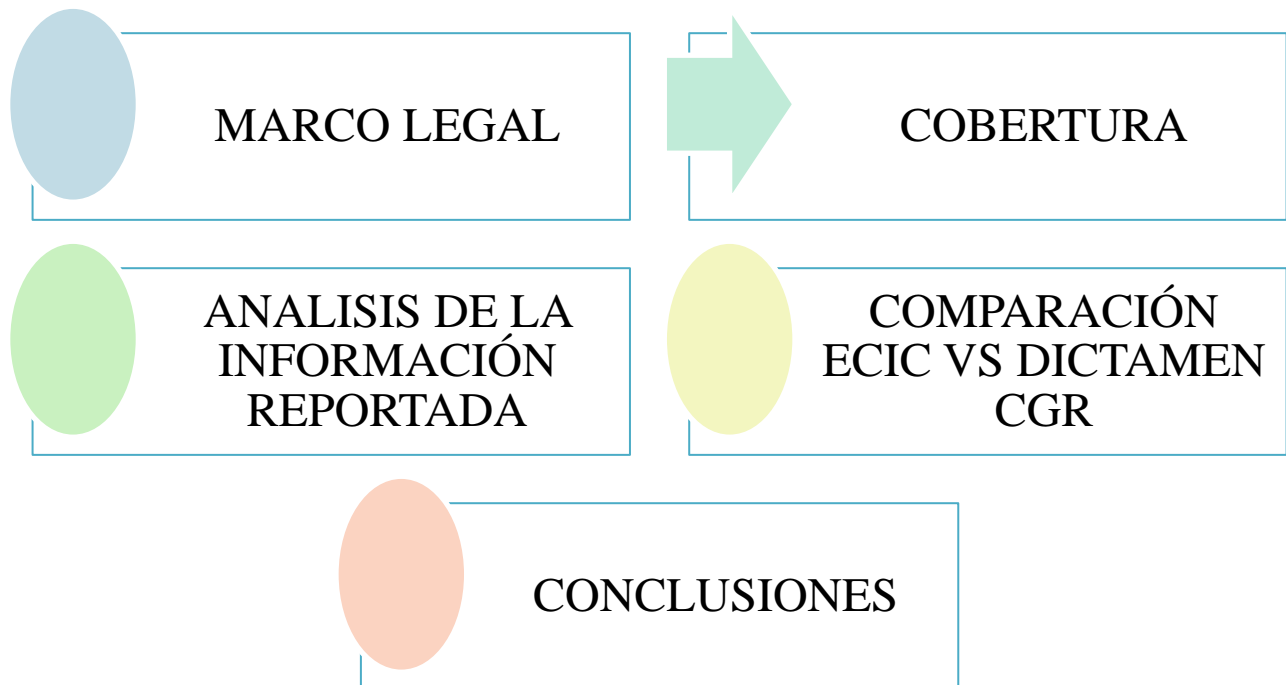 MARCO LEGAL
COBERTURA
ANALISIS DE LA
INFORMACIÓN
REPORTADA
COMPARACIÓN
ECIC VS DICTAMEN
CGR
CONCLUSIONES